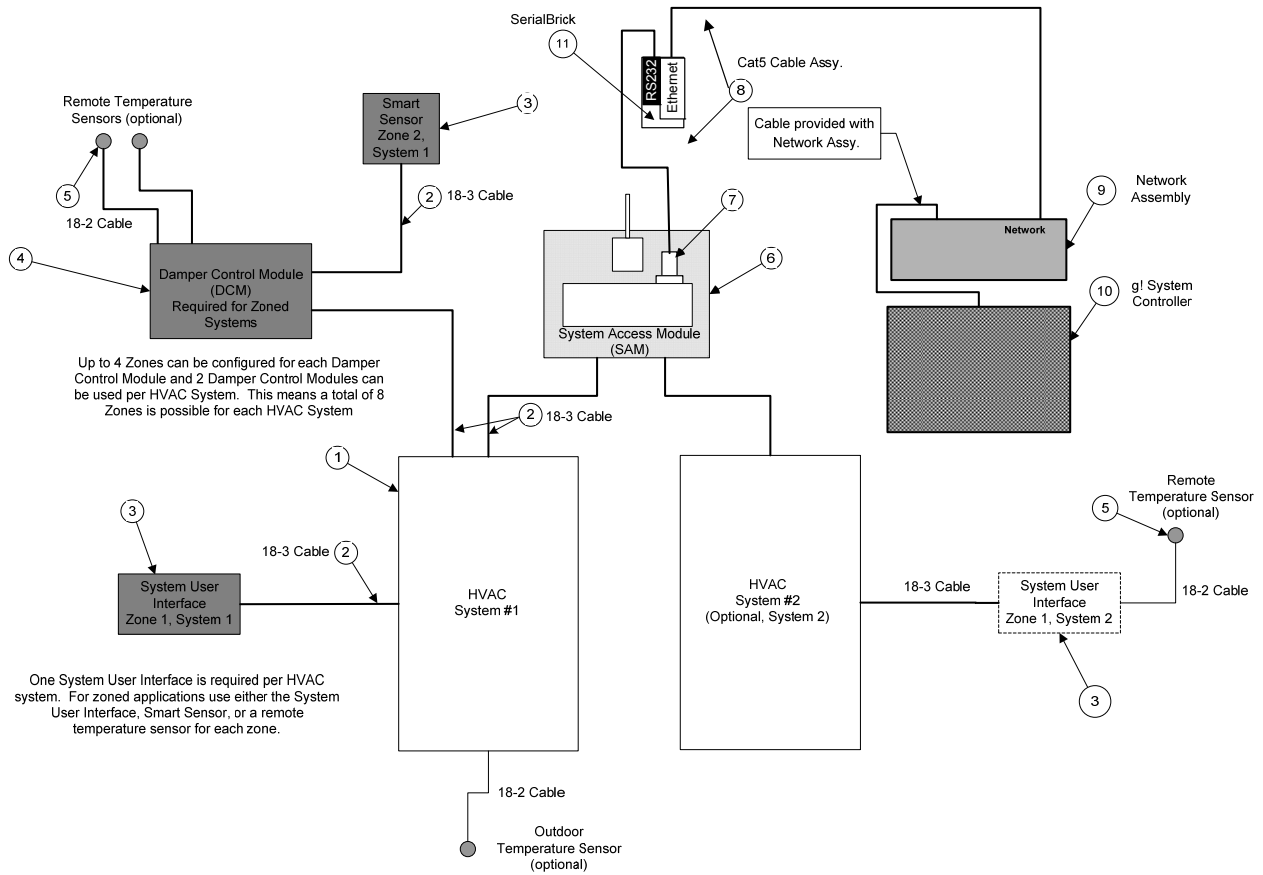 SerialBrick
11
RS232
Ethernet
Cat5 Cable Assy.
8
Remote Temperature
Sensors (optional)
Smart
Sensor
Zone 2,
System 1
3
Cable provided with
Network Assy.
5
18-2 Cable
2
18-3 Cable
7
9
Network
Assembly
Network
4
Damper Control Module
(DCM)
Required for Zoned
Systems
6
System Access Module
(SAM)
10
g! System
Controller
Up to 4 Zones can be configured for each Damper
Control Module and 2 Damper Control Modules can
be used per HVAC System. This means a total of 8
Zones is possible for each HVAC System
2
18-3 Cable
1
3
18-3 Cable
2
System User
Interface
Zone 1, System 1
HVAC
System #1
HVAC
System #2
(Optional, System 2)
18-3 Cable
System User
Interface
Zone 1, System 2
5
Remote
Temperature Sensor
(optional)
18-2 Cable
3
One System User Interface is required per HVAC
system. For zoned applications use either the System
User Interface, Smart Sensor, or a remote
temperature sensor for each zone.
18-2 Cable
Outdoor
Temperature Sensor
(optional)